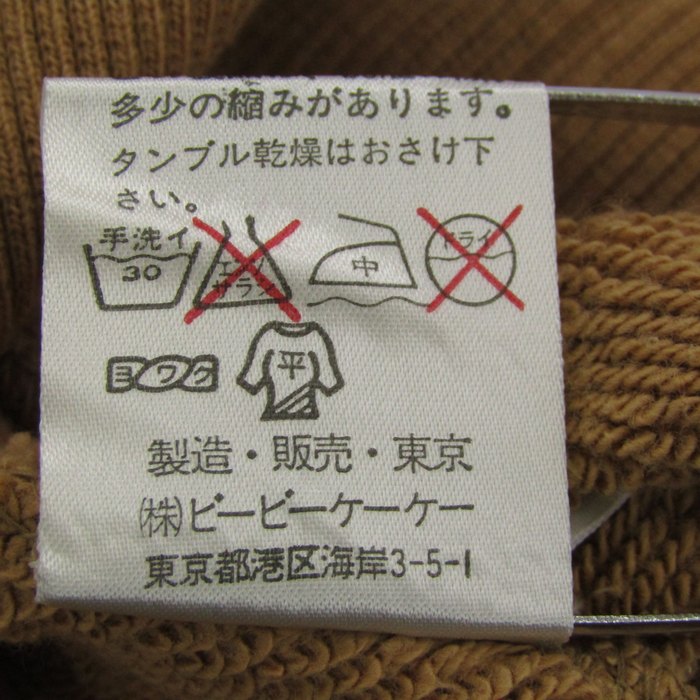 多少の縮みがあります。
タンブル乾燥はおさけ下
さい。
手洗イ
30
エンソ
サラシ
中
ドライ
ヨワク
平
製造・販売・東京
(株)ビービーケーケー
東京都港区海岸3-5-1